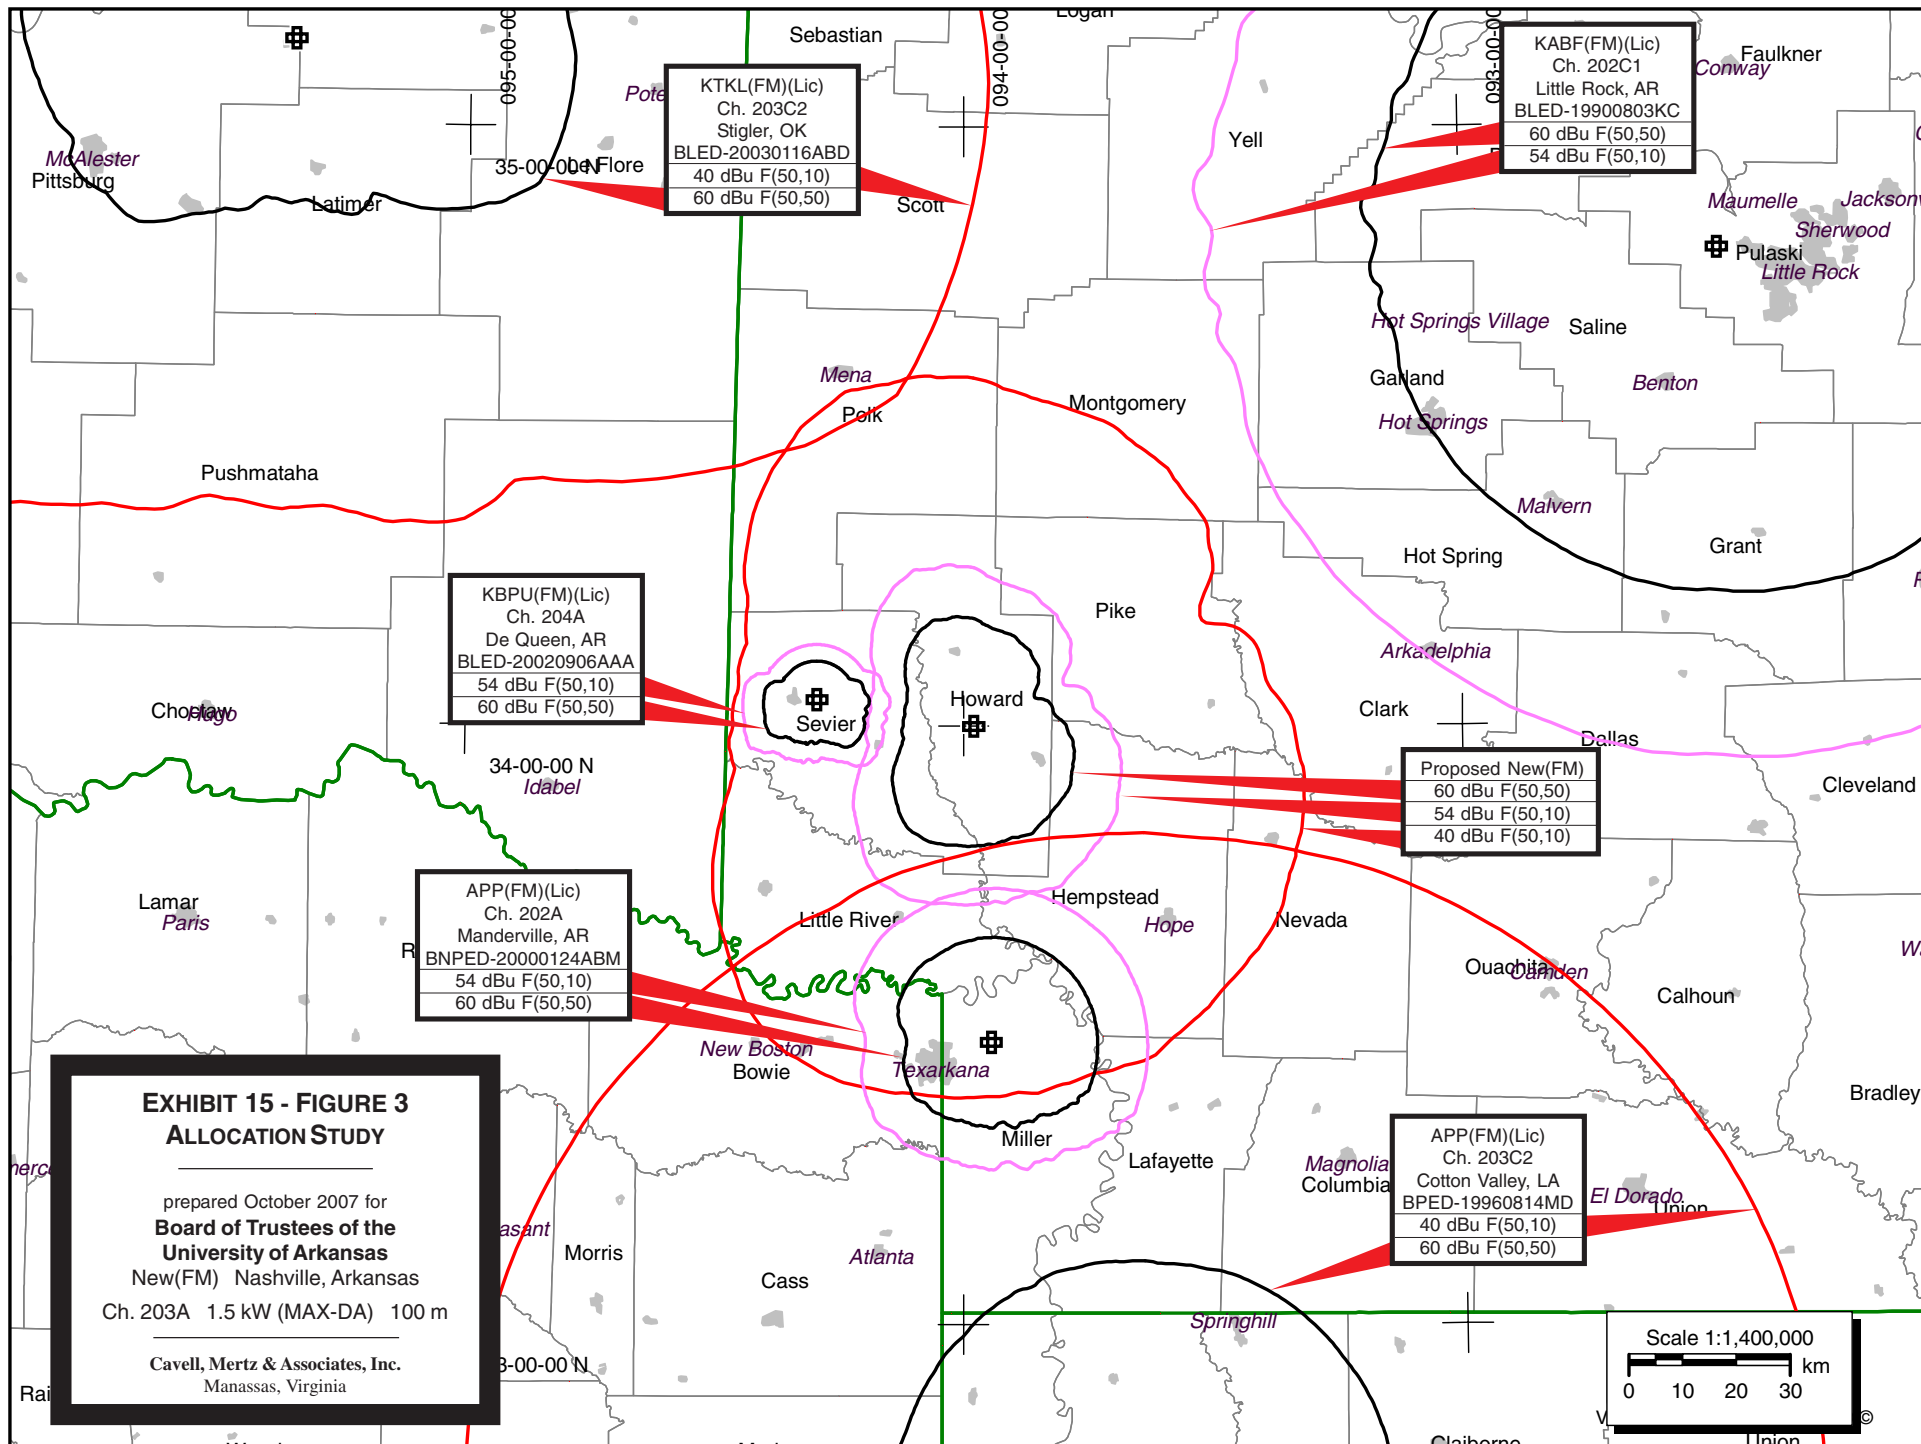 Logan
Sebastian
Faulkner
Conway
095-00-00
094-00-00
093-00-00
KTKL(FM)(Lic)
Ch. 203C2
Stigler, OK
BLED-20030116ABD
40 dBu F(50,10)
60 dBu F(50,50)
KABF(FM)(Lic)
Ch. 202C1
Little Rock, AR
BLED-19900803KC
60 dBu F(50,50)
54 dBu F(50,10)
Pote
Yell
McAlester
Pittsburg
35-00-00 N
Le Flore
Latimer
Scott
Maumelle
Jacksonv
Sherwood
Pulaski
Little Rock
Hot Springs Village
Saline
Mena
Garland
Benton
Polk
Montgomery
Hot Springs
Pushmataha
Malvern
Grant
Hot Spring
KBPU(FM)(Lic)
Ch. 204A
De Queen, AR
BLED-20020906AAA
54 dBu F(50,10)
60 dBu F(50,50)
Pike
Arkadelphia
Choctaw
Hugo
Sevier
Howard
Clark
Dallas
34-00-00 N
Idabel
Proposed New(FM)
60 dBu F(50,50)
54 dBu F(50,10)
40 dBu F(50,10)
Cleveland
Lamar
Paris
APP(FM)(Lic)
Ch. 202A
Manderville, AR
BNPED-20000124ABM
54 dBu F(50,10)
60 dBu F(50,50)
R
Little River
Hempstead
Hope
Nevada
Ouachita
Camden
Calhoun
Wa
New Boston
Bowie
Texarkana
Bradley
Miller
Lafayette
Magnolia
Columbia
APP(FM)(Lic)
Ch. 203C2
Cotton Valley, LA
BPED-19960814MD
40 dBu F(50,10)
60 dBu F(50,50)
El Dorado
Union
merc
asant
Morris
Atlanta
Cass
Springhill
3-00-00 N
Rai
EXHIBIT 15 - FIGURE 3
ALLOCATION STUDY
prepared October 2007 for
Board of Trustees of the
University of Arkansas
New(FM) Nashville, Arkansas
Ch. 203A 1.5 kW (MAX-DA) 100 m
Cavell, Mertz & Associates, Inc.
Manassas, Virginia
Scale 1:1,400,000
km
0 10 20 30
V
©
Claiborne
Union